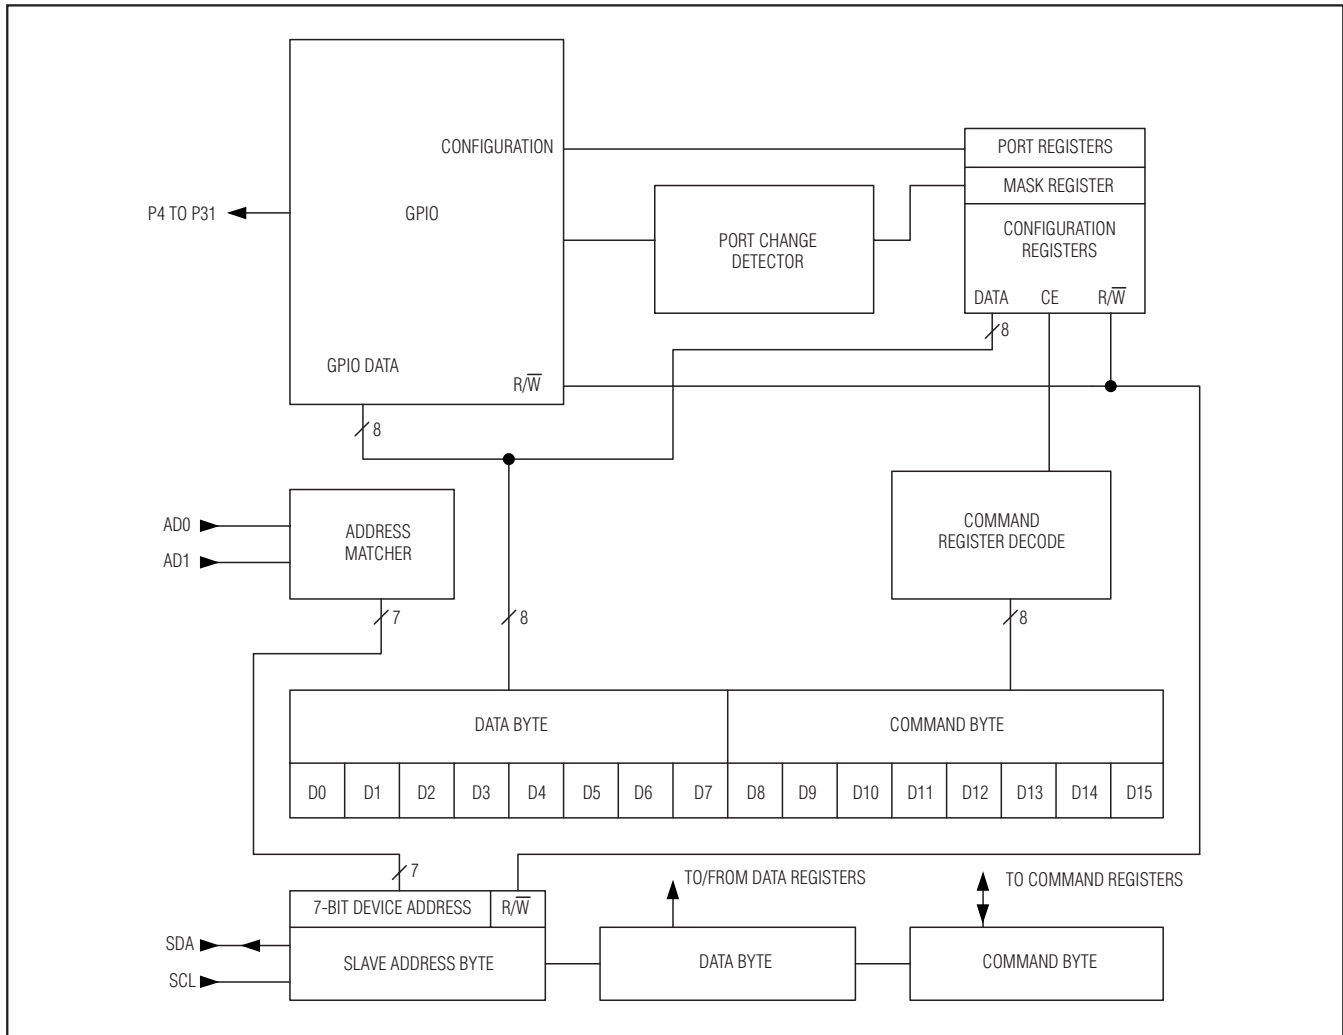 CONFIGURATION
PORT REGISTERS
MASK REGISTER
P4 TO P31
GPIO
PORT CHANGE
DETECTOR
CONFIGURATION
REGISTERS
DATA
CE
R/W̅
8
GPIO DATA
R/W̅
8
AD0
AD1
ADDRESS
MATCHER
COMMAND
REGISTER DECODE
7
8
8
DATA BYTE
COMMAND BYTE
D0 D1 D2 D3 D4 D5 D6 D7 D8 D9 D10 D11 D12 D13 D14 D15
7
TO/FROM DATA REGISTERS
TO COMMAND REGISTERS
7-BIT DEVICE ADDRESS
R/W̅
SDA
SCL
SLAVE ADDRESS BYTE
DATA BYTE
COMMAND BYTE